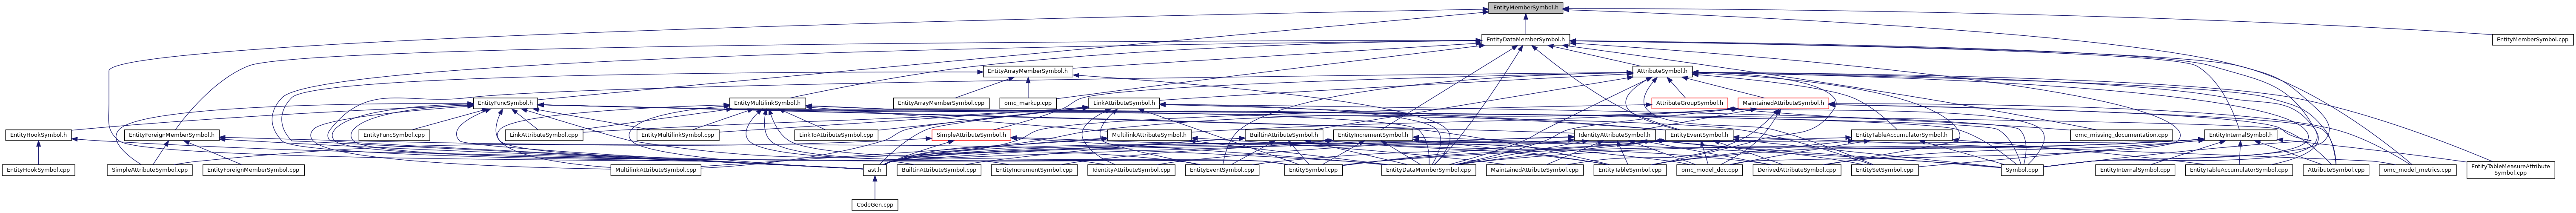 EntityMemberSymbol.h
EntityDataMemberSymbol.h
EntityMemberSymbol.cpp
EntityArrayMemberSymbol.h
AttributeSymbol.h
EntityFuncSymbol.h
EntityMultilinkSymbol.h
EntityArrayMemberSymbol.cpp
omc_markup.cpp
LinkAttributeSymbol.h
AttributeGroupSymbol.h
MaintainedAttributeSymbol.h
EntityHookSymbol.h
EntityForeignMemberSymbol.h
EntityFuncSymbol.cpp
LinkAttributeSymbol.cpp
EntityMultilinkSymbol.cpp
LinkToAttributeSymbol.cpp
SimpleAttributeSymbol.h
MultilinkAttributeSymbol.h
BuiltinAttributeSymbol.h
EntityIncrementSymbol.h
IdentityAttributeSymbol.h
EntityEventSymbol.h
EntityTableAccumulatorSymbol.h
omc_missing_documentation.cpp
EntityInternalSymbol.h
EntityHookSymbol.cpp
SimpleAttributeSymbol.cpp
EntityForeignMemberSymbol.cpp
MultilinkAttributeSymbol.cpp
ast.h
BuiltinAttributeSymbol.cpp
EntityIncrementSymbol.cpp
IdentityAttributeSymbol.cpp
EntityEventSymbol.cpp
EntitySymbol.cpp
EntityDataMemberSymbol.cpp
MaintainedAttributeSymbol.cpp
EntityTableSymbol.cpp
omc_model_doc.cpp
DerivedAttributeSymbol.cpp
EntitySetSymbol.cpp
Symbol.cpp
EntityInternalSymbol.cpp
EntityTableAccumulatorSymbol.cpp
AttributeSymbol.cpp
omc_model_metrics.cpp
EntityTableMeasureAttribute
Symbol.cpp
CodeGen.cpp